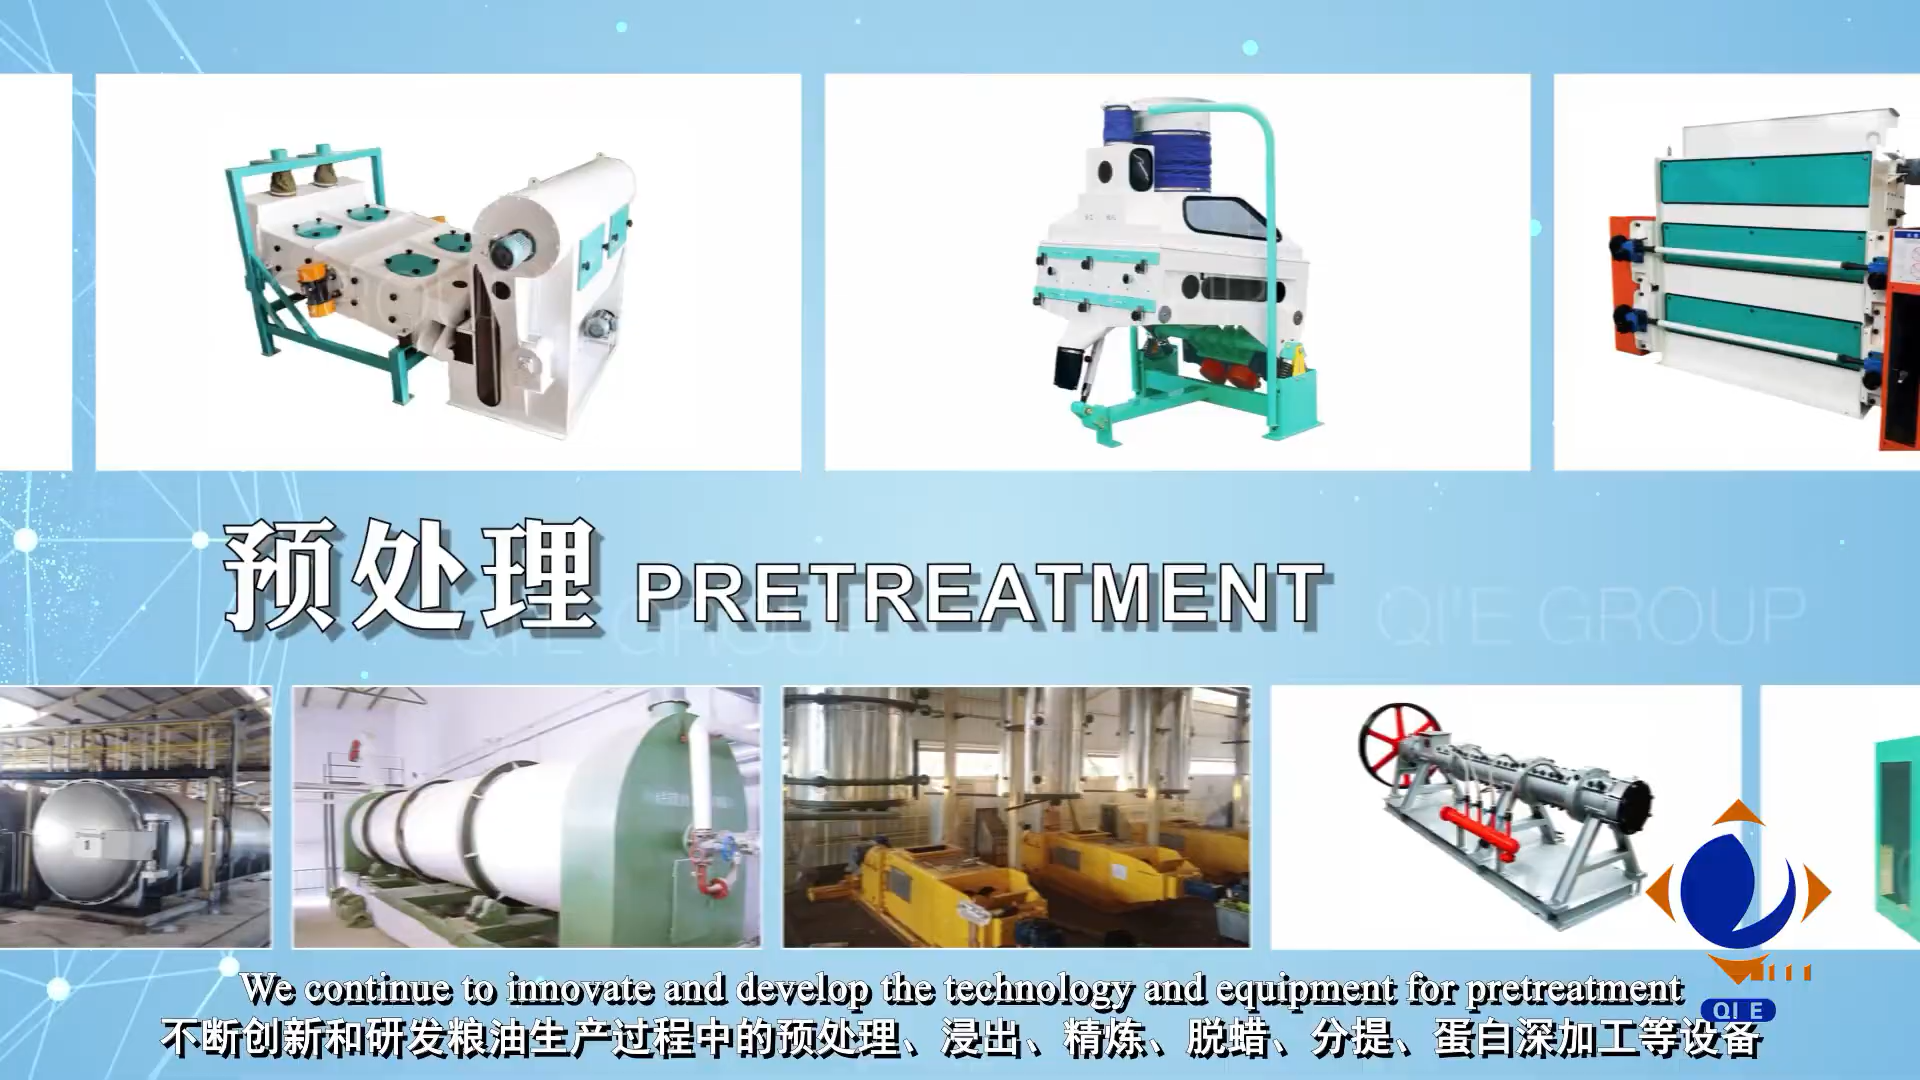 预处理 PRETREATMENT
QI'E GROUP
QI'E GROUP
We continue to innovate and develop the technology and equipment for pretreatment
不断创新和研发粮油生产过程中的预处理、浸出、精炼、脱蜡、分提、蛋白深加工等设备
QI E